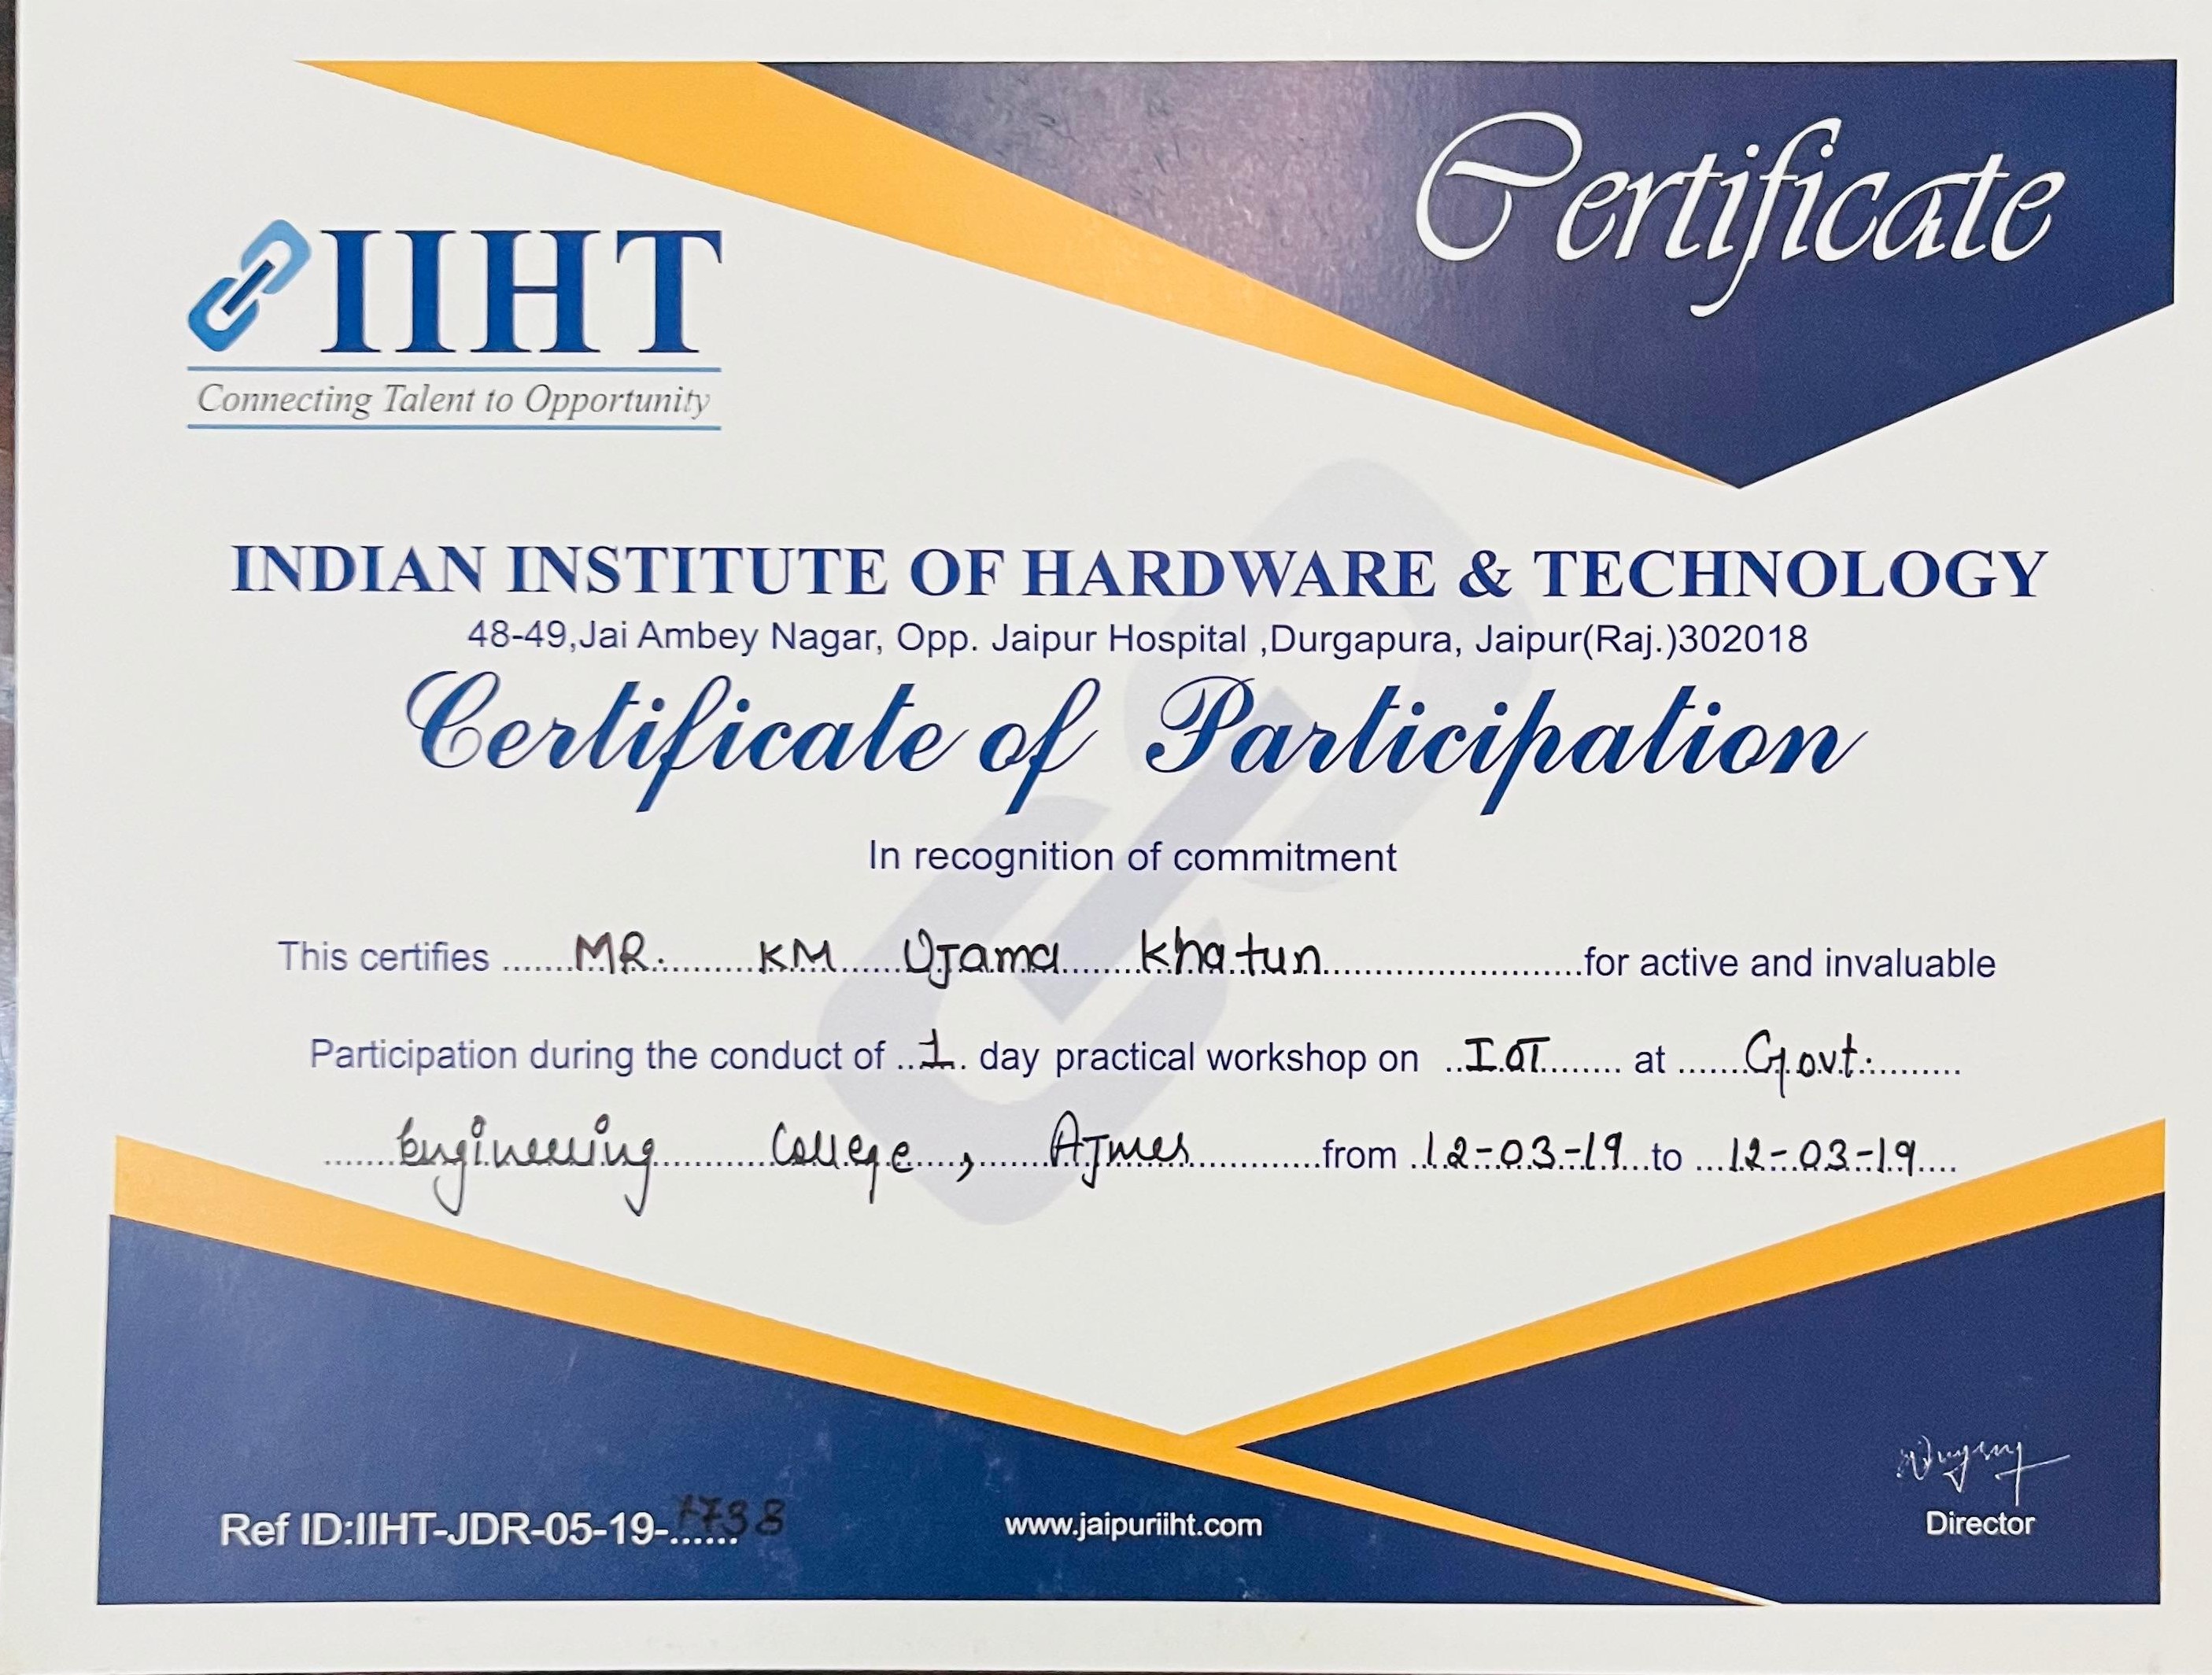 Certificate
IIHT
Connecting Talent to Opportunity
INDIAN INSTITUTE OF HARDWARE & TECHNOLOGY
48-49,Jai Ambey Nagar, Opp. Jaipur Hospital ,Durgapura, Jaipur(Raj.)302018
Certificate of Participation
In recognition of commitment
This certifies ......MR. KM Ujama Khatun......for active and invaluable
Participation during the conduct of ..1. day practical workshop on ..IOT...... at ......Govt.......
......Engineering College, Ajmer......from ..12-03-19..to ...12-03-19....
Ref ID:IIHT-JDR-05-19-......
www.jaipuriiht.com
Director